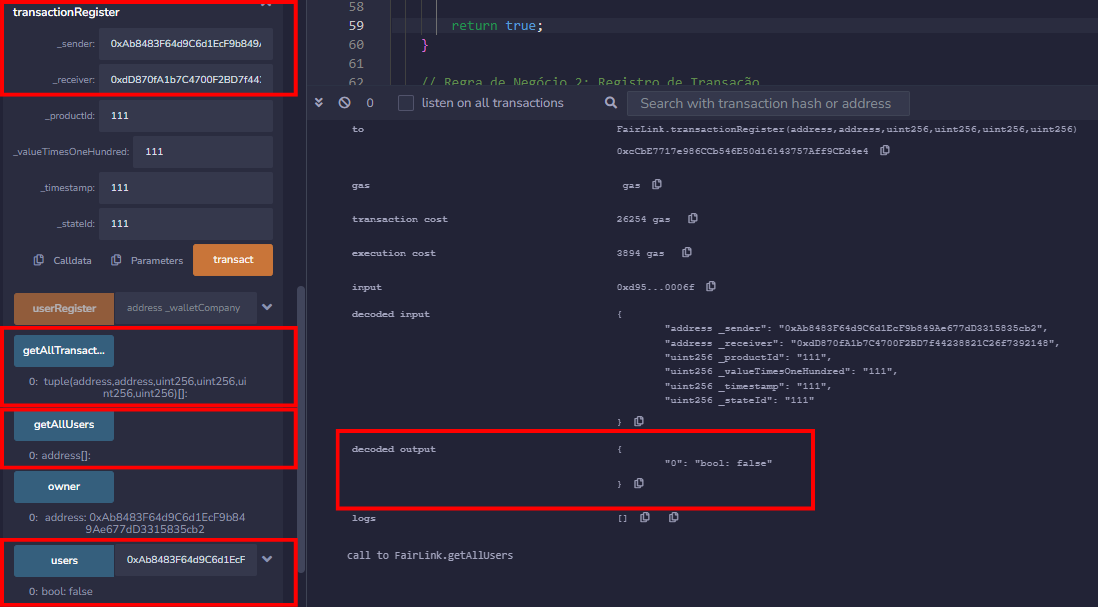 transactionRegister
_sender: 0xAb8483F64d9C6d1EcF9b849A
_receiver: 0xdD870fA1b7C4700F2BD7f442
_productId: 111
_valueTimesOneHundred: 111
_timestamp: 111
_stateId: 111
Calldata Parameters transact
userRegister address _walletCompany
getAllTransact...
0: tuple(address,address,uint256,uint256,ui
nt256,uint256)[]:
getAllUsers
0: address[]:
owner
0: address: 0xAb8483F64d9C6d1EcF9b84
9Ae677dD3315835cb2
users 0xAb8483F64d9C6d1EcF
0: bool: false
58
59 return true;
60 }
61
62 // Regra de Negócio 2: Registro de Transação
0 listen on all transactions Search with transaction hash or address
to FairLink.transactionRegister(address,address,uint256,uint256,uint256,uint256)
0xcCbE7717e986CCb546E50d16143757Aff9CEd4e4
gas gas
transaction cost 26254 gas
execution cost 3894 gas
input 0xd95...0006f
decoded input {
"address _sender": "0xAb8483F64d9C6d1EcF9b849Ae677dD3315835cb2",
"address _receiver": "0xdD870fA1b7C4700F2BD7f44238821C26f7392148",
"uint256 _productId": "111",
"uint256 _valueTimesOneHundred": "111",
"uint256 _timestamp": "111",
"uint256 _stateId": "111"
}
decoded output {
"0": "bool: false"
}
logs []
call to FairLink.getAllUsers